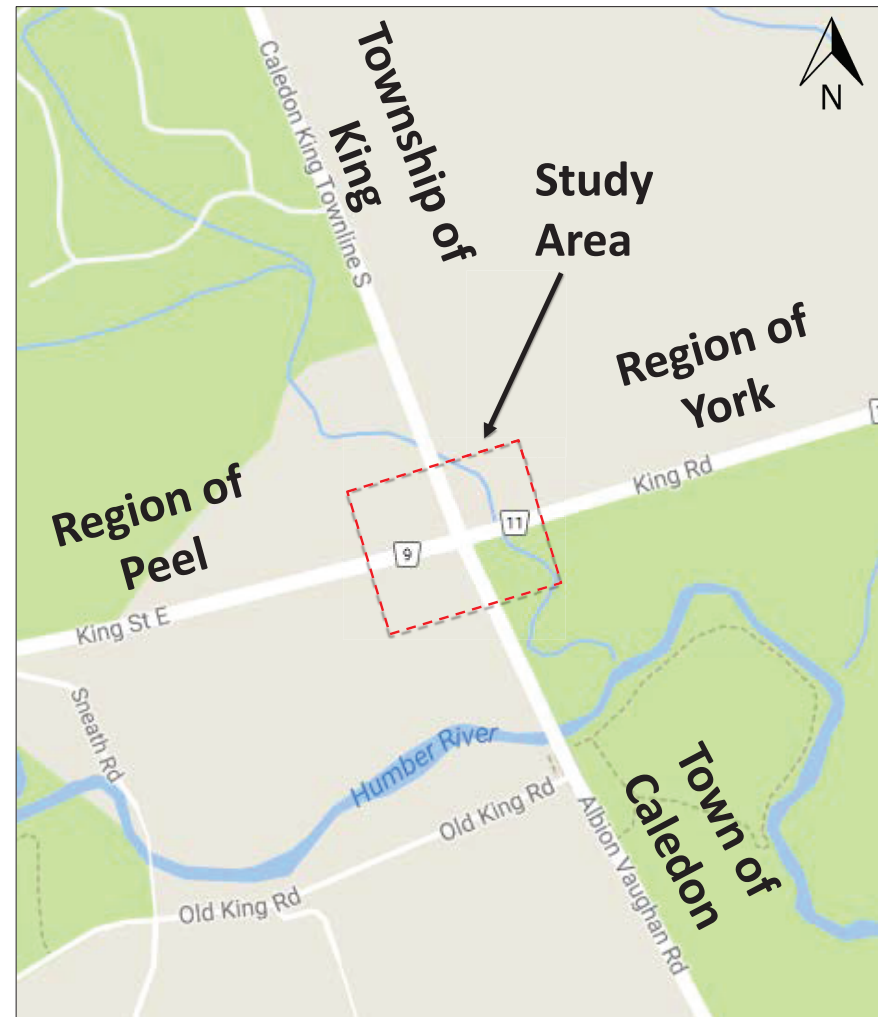 N
Caledon King Townline S
Township of
King
Study
Area
Region of
York
King Rd
11
9
Region of
Peel
King St E
Sneath Rd
Humber River
Old King Rd
Old King Rd
Albion Vaughan Rd
Town of
Caledon